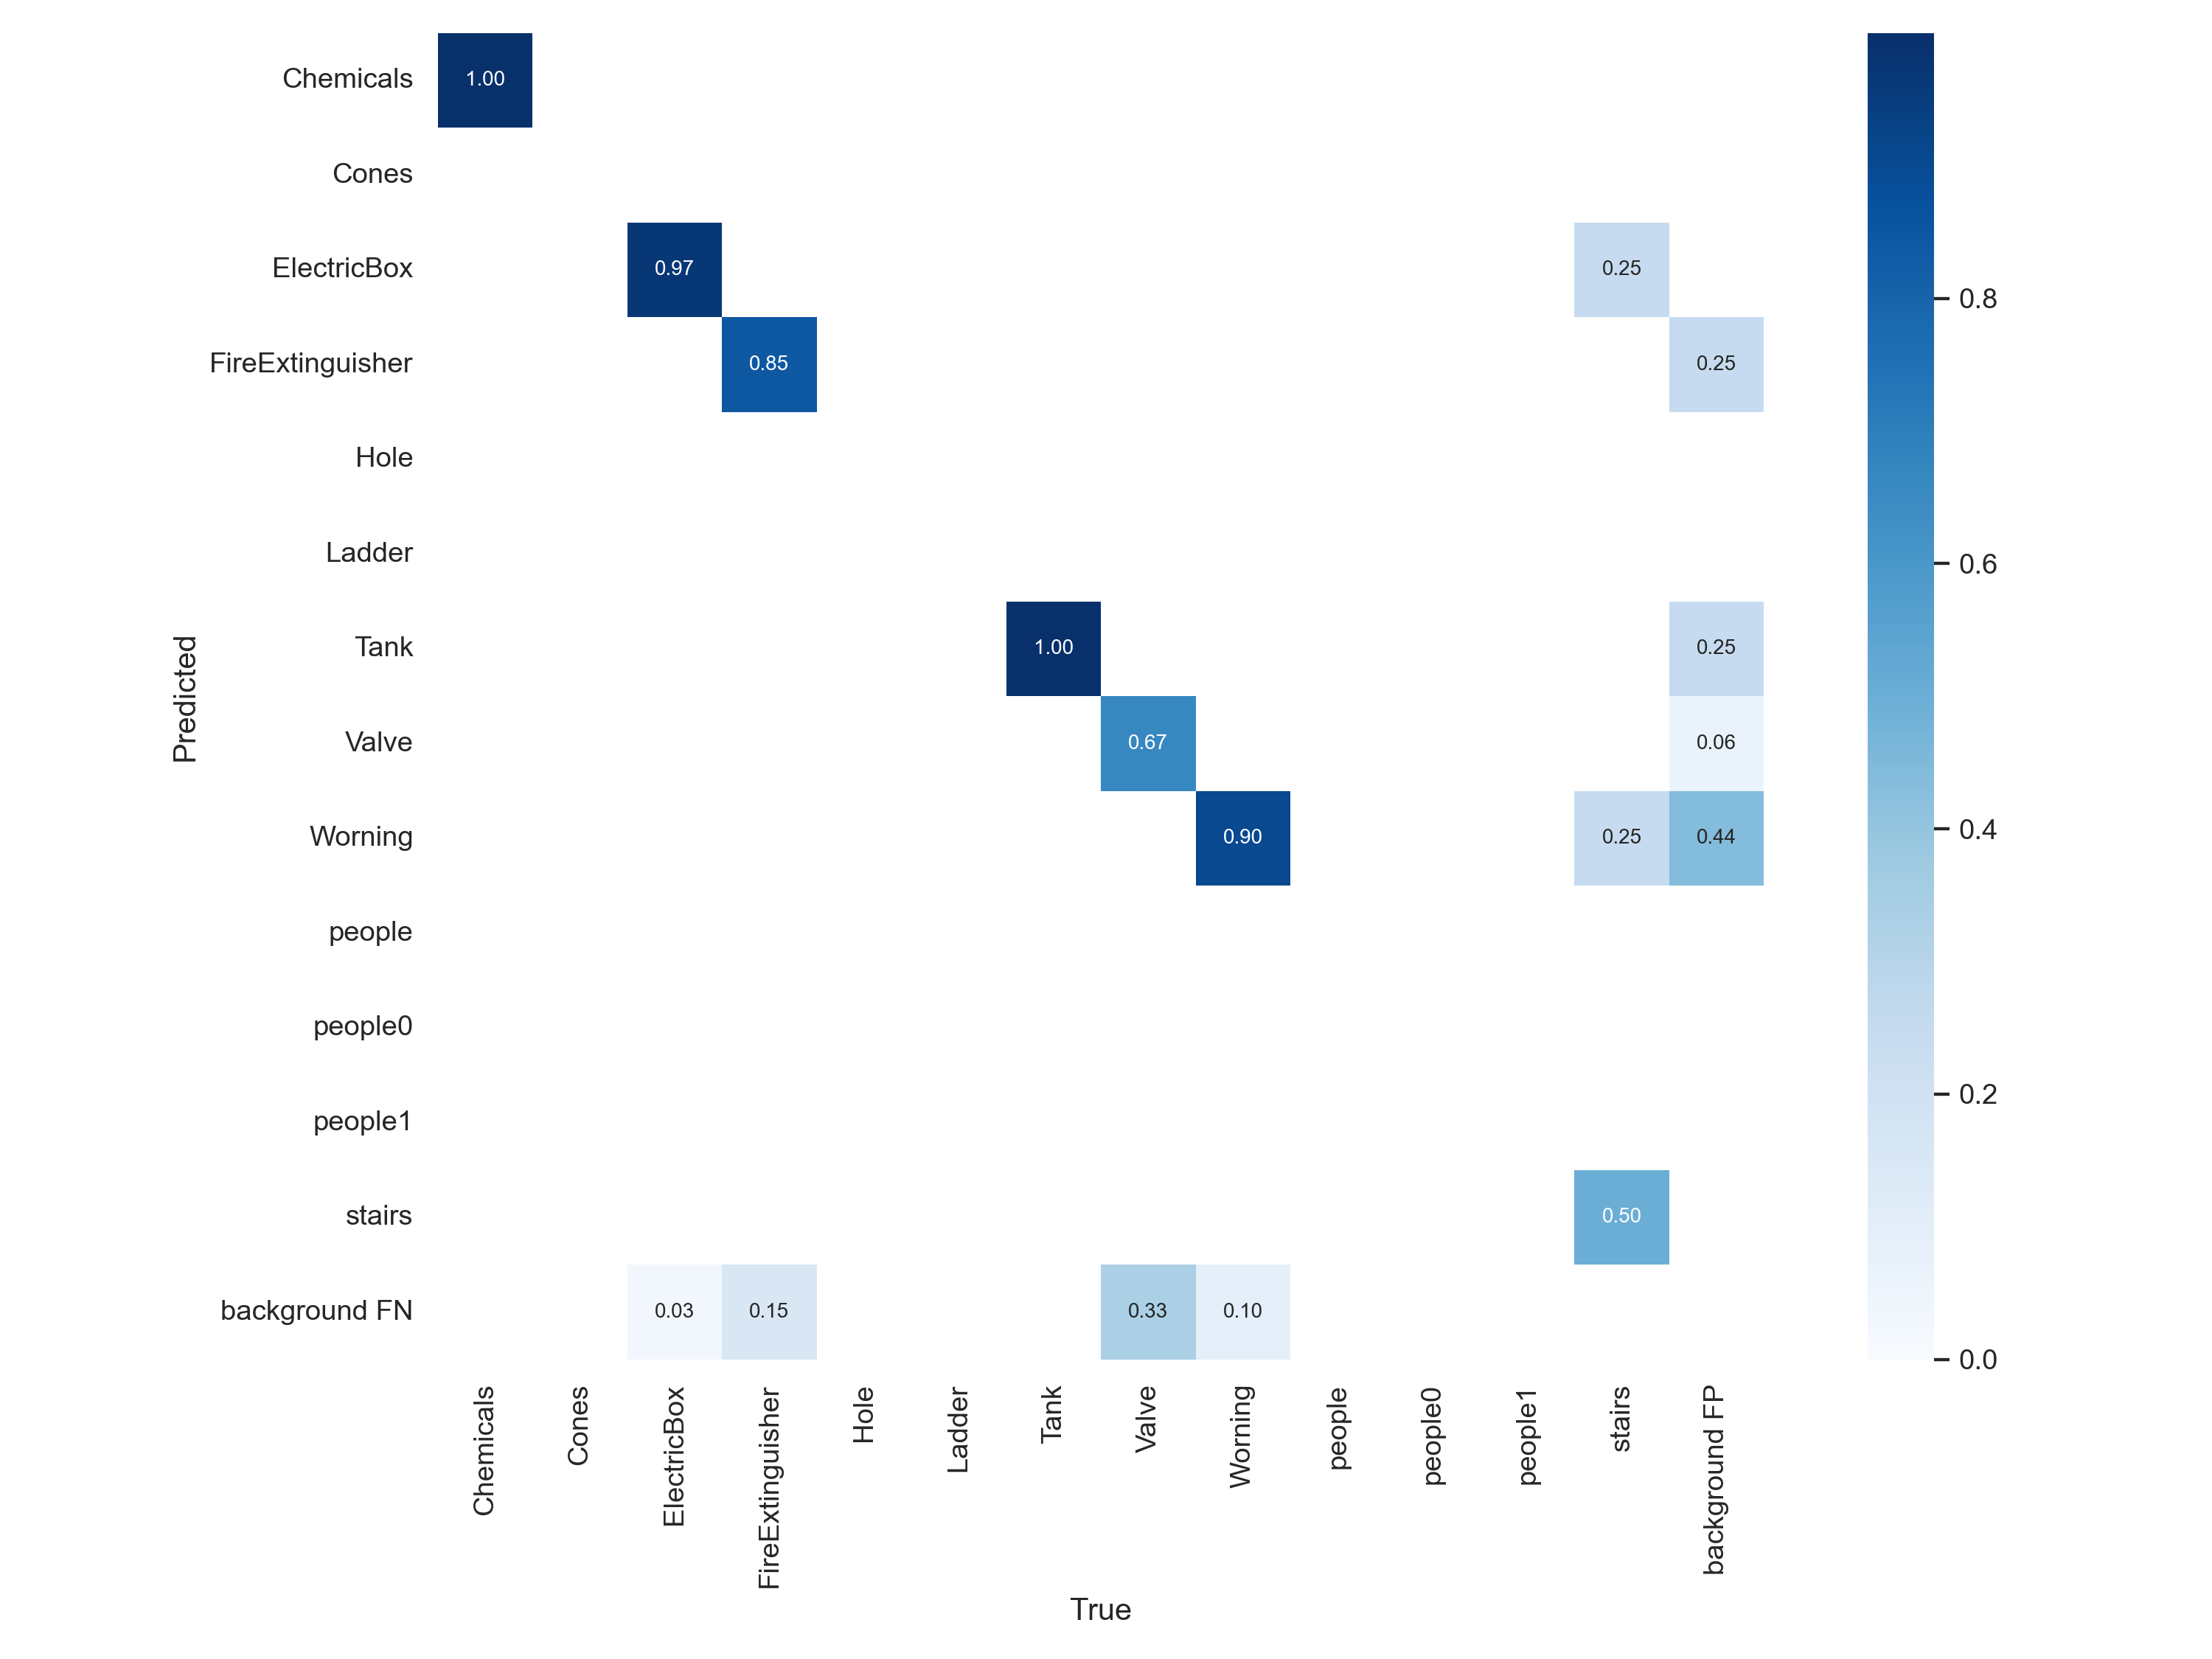 Chemicals
1.00
Cones
ElectricBox
0.97
0.25
0.8
FireExtinguisher
0.85
0.25
Hole
Ladder
0.6
Tank
1.00
0.25
Predicted
Valve
0.67
0.06
Worning
0.90
0.25
0.44
0.4
people
people0
0.2
people1
stairs
0.50
background FN
0.03
0.15
0.33
0.10
0.0
Chemicals
Cones
ElectricBox
FireExtinguisher
Hole
Ladder
Tank
Valve
Worning
people
people0
people1
stairs
background FP
True